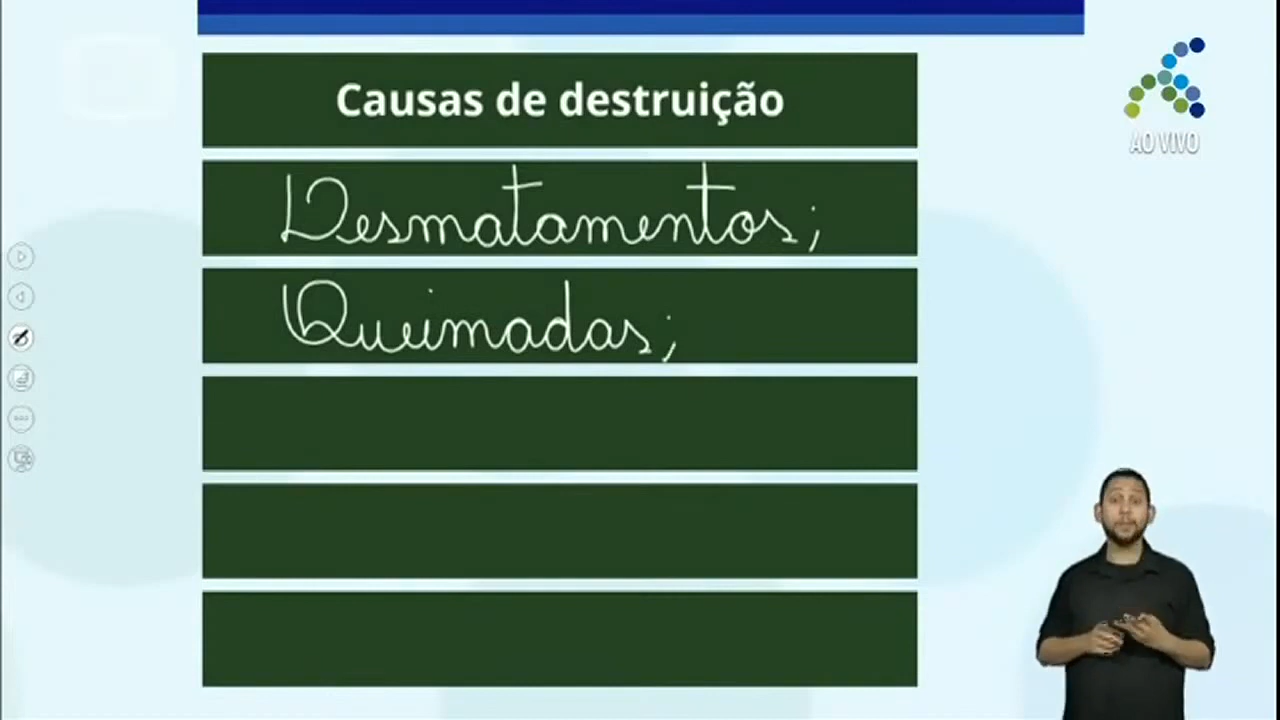 Causas de destruição
AO VIVO
Desmatamentos;
Queimadas;